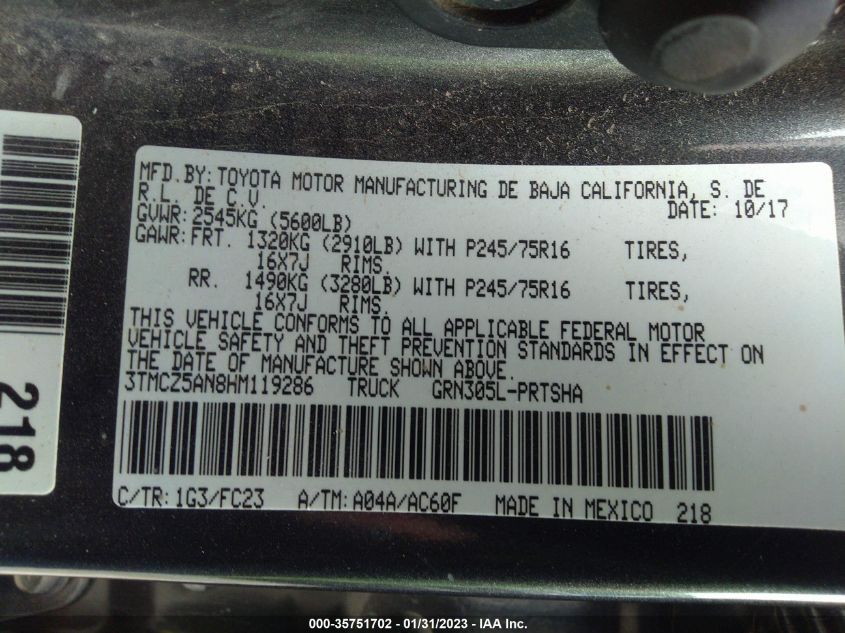 MFD.BY: TOYOTA MOTOR MANUFACTURING DE BAJA CALIFORNIA, S. DE
R.L. DE C.V. DATE: 10/17
GVWR: 2545KG (5600LB)
GAWR: FRT. 1320KG (2910LB) WITH P245/75R16 TIRES,
16X7J RIMS.
RR. 1490KG (3280LB) WITH P245/75R16 TIRES,
16X7J RIMS.
THIS VEHICLE CONFORMS TO ALL APPLICABLE FEDERAL MOTOR
VEHICLE SAFETY AND THEFT PREVENTION STANDARDS IN EFFECT ON
THE DATE OF MANUFACTURE SHOWN ABOVE.
3TMCZ5AN8HM119286 TRUCK GRN305L-PRTSHA
C/TR: 1G3/FC23 A/TM: A04A/AC60F MADE IN MEXICO 218
218
000-35751702 - 01/31/2023 - IAA Inc.